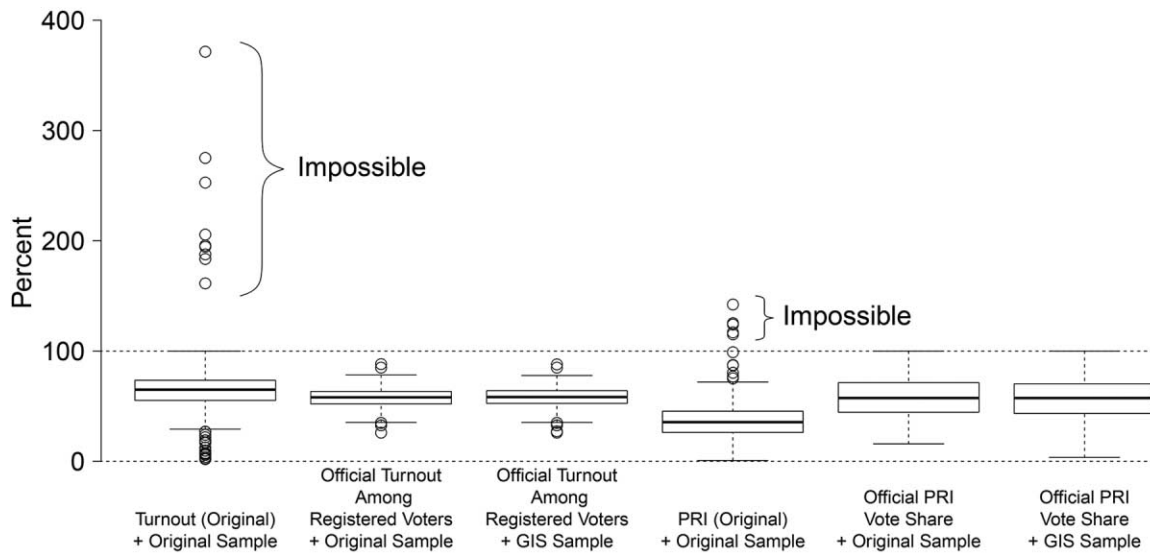 400
300
200
100
0
Percent
Impossible
Impossible
Turnout (Original)
+ Original Sample
Official Turnout
Among
Registered Voters
+ Original Sample
Official Turnout
Among
Registered Voters
+ GIS Sample
PRI (Original)
+ Original Sample
Official PRI
Vote Share
+ Original Sample
Official PRI
Vote Share
+ GIS Sample